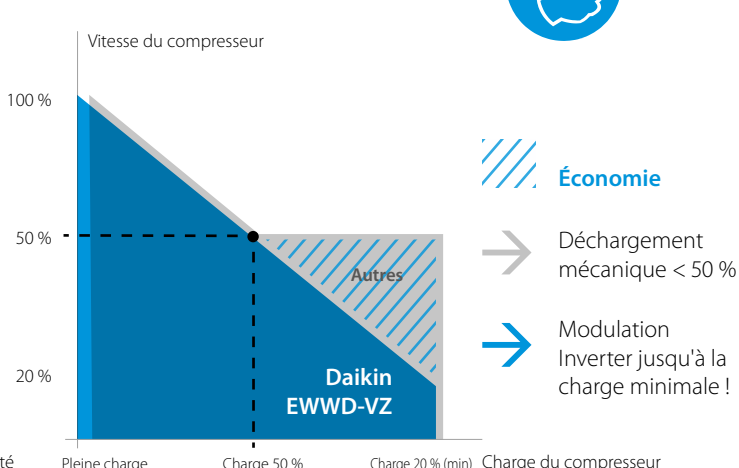 Vitesse du compresseur
100 %
50 %
20 %
Autres
Daikin
EWWD-VZ
té
Pleine charge
Charge 50 %
Charge 20 % (min)
Charge du compresseur
Économie
Déchargement
mécanique < 50 %
Modulation
Inverter jusqu'à la
charge minimale !